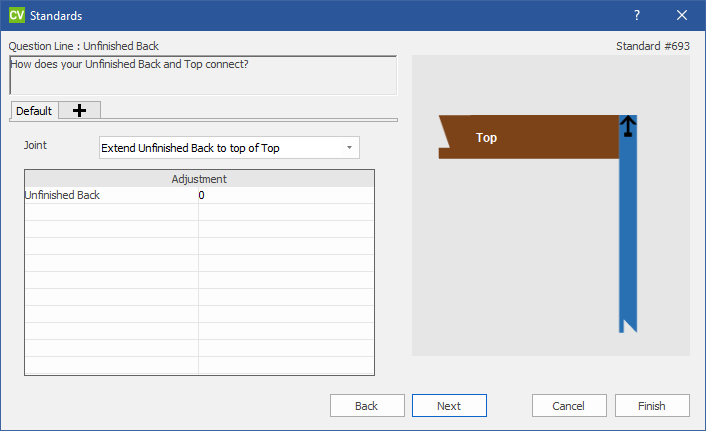 CV Standards
Question Line : Unfinished Back
Standard #693
How does your Unfinished Back and Top connect?
Default
Joint
Extend Unfinished Back to top of Top
Adjustment
Unfinished Back 0
Top
Back Next Cancel Finish